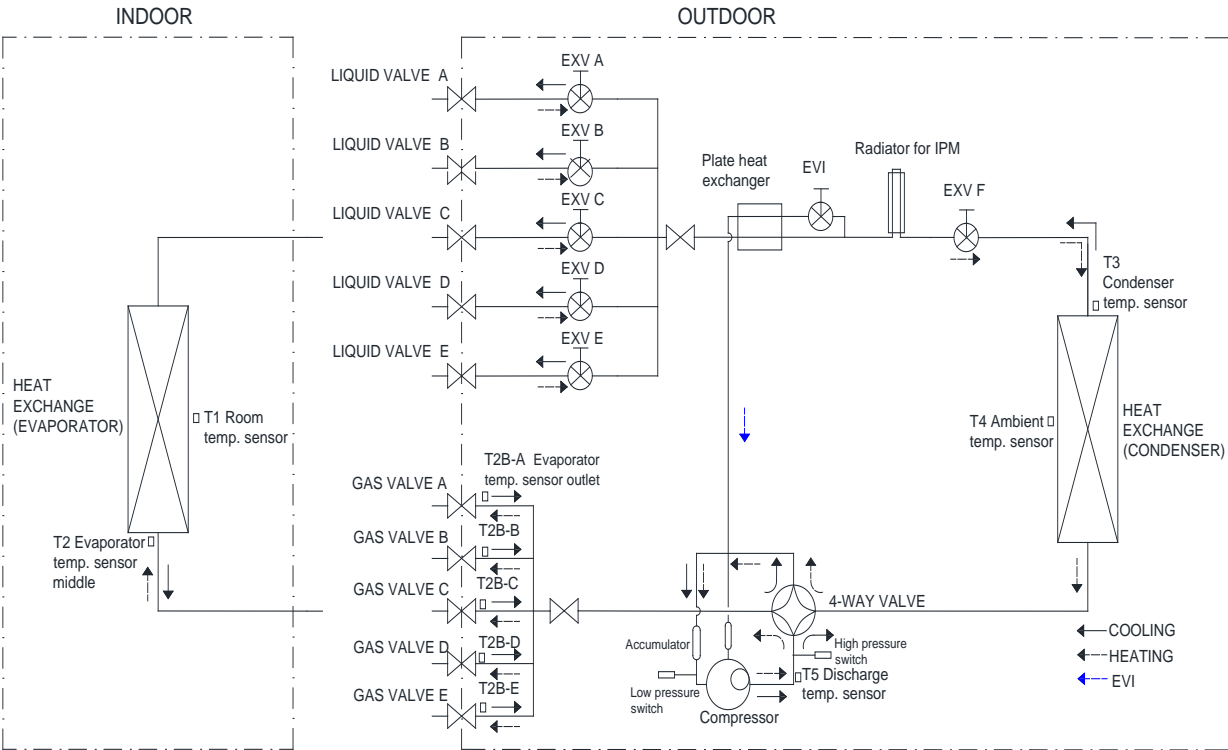 INDOOR
OUTDOOR
LIQUID VALVE A
EXV A
LIQUID VALVE B
EXV B
LIQUID VALVE C
EXV C
LIQUID VALVE D
EXV D
LIQUID VALVE E
EXV E
Plate heat
exchanger
EVI
Radiator for IPM
EXV F
T3
Condenser
temp. sensor
HEAT
EXCHANGE
(EVAPORATOR)
T1 Room
temp. sensor
T4 Ambient
temp. sensor
HEAT
EXCHANGE
(CONDENSER)
T2 Evaporator
temp. sensor
middle
T2B-A Evaporator
temp. sensor outlet
GAS VALVE A
T2B-B
GAS VALVE B
T2B-C
GAS VALVE C
T2B-D
GAS VALVE D
T2B-E
GAS VALVE E
4-WAY VALVE
Accumulator
High pressure
switch
Low pressure
switch
T5 Discharge
temp. sensor
Compressor
COOLING
HEATING
EVI